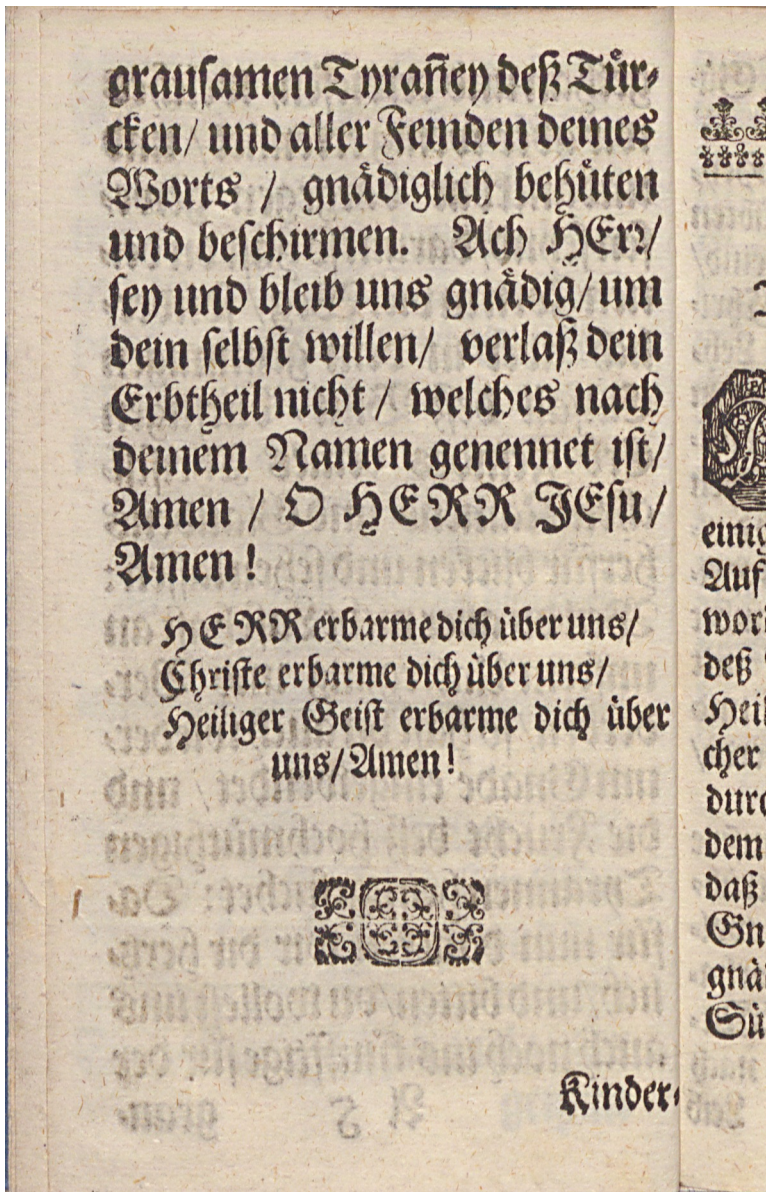 grausamen Tyrañey deß Tür⸗
cken/ und aller Feinden deines
Worts / gnädiglich behüten
und beschirmen. Ach HErꝛ/
sey und bleib uns gnädig/ um
dein selbst willen/ verlaß dein
Erbtheil nicht / welches nach
deinem Namen genennet ist/
Amen / O HERR JEsu/
Amen!
HERR erbarme dich über uns/
Christe erbarme dich über uns/
Heiliger Geist erbarme dich über
uns/ Amen!
Kinder⸗
einig
Auf
wor
deß
Heil
cher
durc
dem
daß
Gn
gnä
Sü